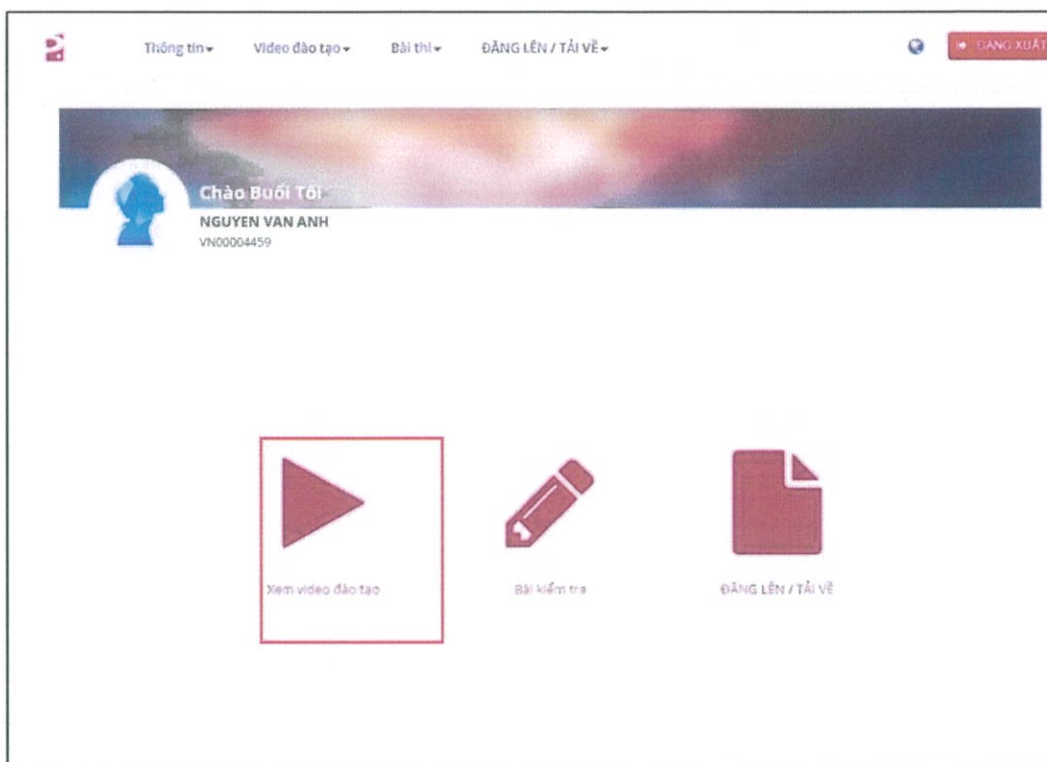 Thông tin Video đào tạo Bài thi ĐĂNG LÊN / TẢI VỀ ĐĂNG XUẤT
Chào Buổi Tối
NGUYEN VAN ANH
VN00004459
Xem video đào tạo Bài kiểm tra ĐĂNG LÊN / TẢI VỀ